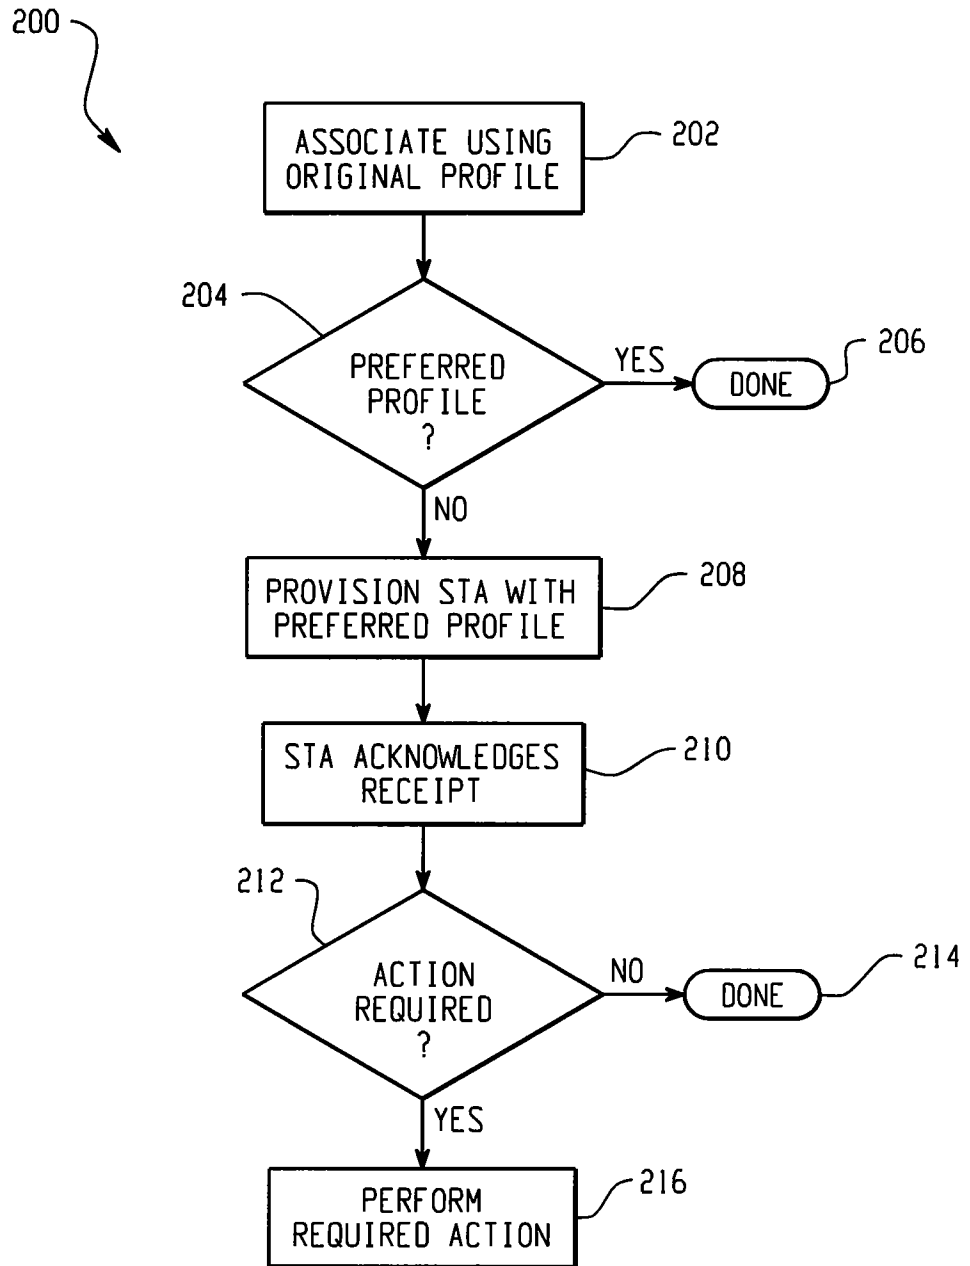 200
ASSOCIATE USING
ORIGINAL PROFILE
202
204
PREFERRED
PROFILE
?
YES
DONE
206
NO
PROVISION STA WITH
PREFERRED PROFILE
208
STA ACKNOWLEDGES
RECEIPT
210
212
ACTION
REQUIRED
?
NO
DONE
214
YES
PERFORM
REQUIRED ACTION
216